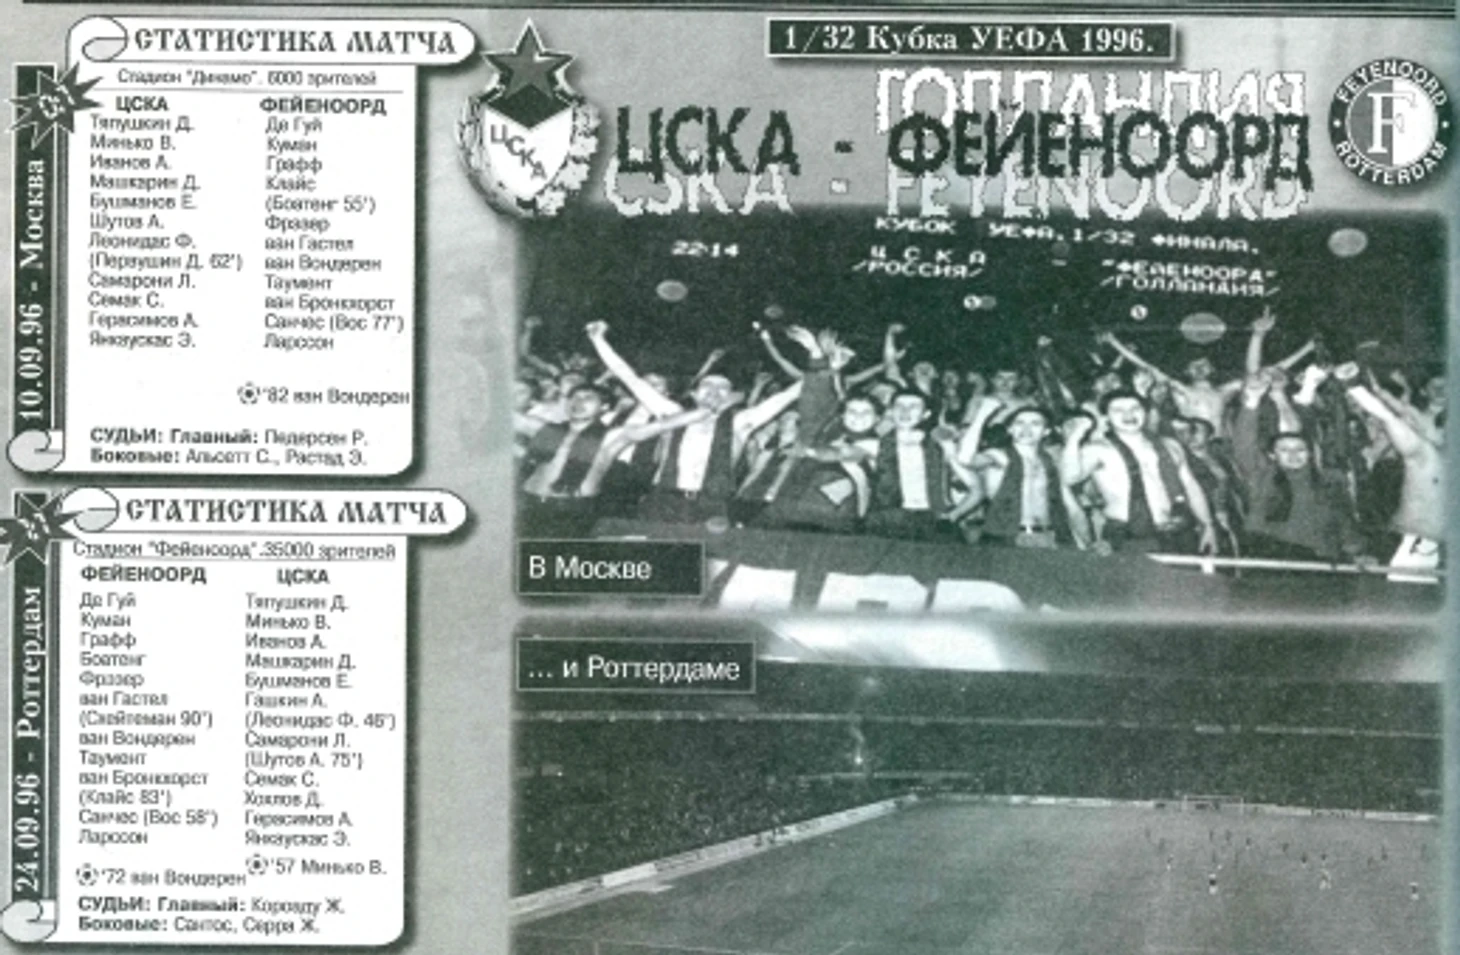 СТАТИСТИКА МАТЧА
Стадион "Динамо". 6000 зрителей
ЦСКА ФЕЙЕНООРД
Тяпушкин Д. Де Гуй
Минько В. Куман
Иванов А. Графф
Машкарин Д. Клайс
Бушманов Е. (Боатенг 55')
Шутов А. Фрэзер
Леонидас Ф. ван Гастел
(Первушин Д. 62') ван Вондерен
Самарони Л. Таумент
Семак С. ван Бронкхорст
Герасимов А. Санчес (Вос 77')
Янкаускас Э. Ларссон
'82 ван Вондерен
СУДЬИ: Главный: Педерсен Р.
Боковые: Альсетт С., Растад Э.
10.09.96 - Москва
СТАТИСТИКА МАТЧА
Стадион "Фейеноорд".35000 зрителей
ФЕЙЕНООРД ЦСКА
Де Гуй Тяпушкин Д.
Куман Минько В.
Графф Иванов А.
Боатенг Машкарин Д.
Фрэзер Бушманов Е.
ван Гастел Гашкин А.
(Схейтеман 90') (Леонидас Ф. 46')
ван Вондерен Самарони Л.
Таумент (Шутов А. 75')
ван Бронкхорст Семак С.
(Клайс 83') Хохлов Д.
Санчес (Вос 58') Герасимов А.
Ларссон Янкаускас Э.
'72 ван Вондерен '57 Минько В.
СУДЬИ: Главный: Короаду Ж.
Боковые: Сантос, Серра Ж.
24.09.96 - Роттердам
1/32 Кубка УЕФА 1996.
ГОЛЛАНДИЯ
ЦСКА - ФЕЙЕНООРД
CSKA - FEYENOORD
ЦСКА
FEYENOORD
F
ROTTERDAM
КУБОК УЕФА.1/32 ФИНАЛА.
22:14
Ц С К А "ФЕЙЕНООРД"
/РОССИЯ/ /ГОЛЛАНДИЯ/
0 0
В Москве
... и Роттердаме